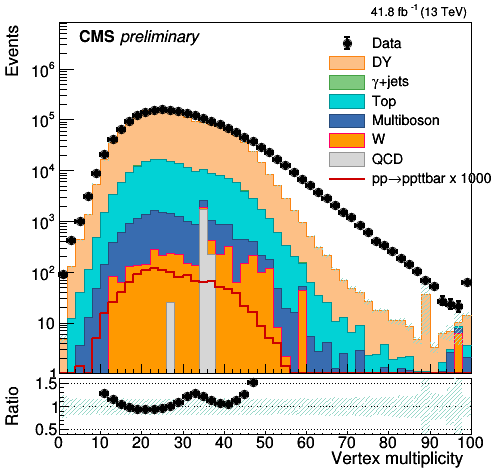 41.8 fb⁻¹ (13 TeV)
Events
CMS preliminary
Data
DY
γ+jets
Top
Multiboson
W
QCD
pp→ppttbar x 1000
10⁶
10⁵
10⁴
10³
10²
10
1
Ratio
1.5
1
0.5
0 10 20 30 40 50 60 70 80 90 100
Vertex multiplicity